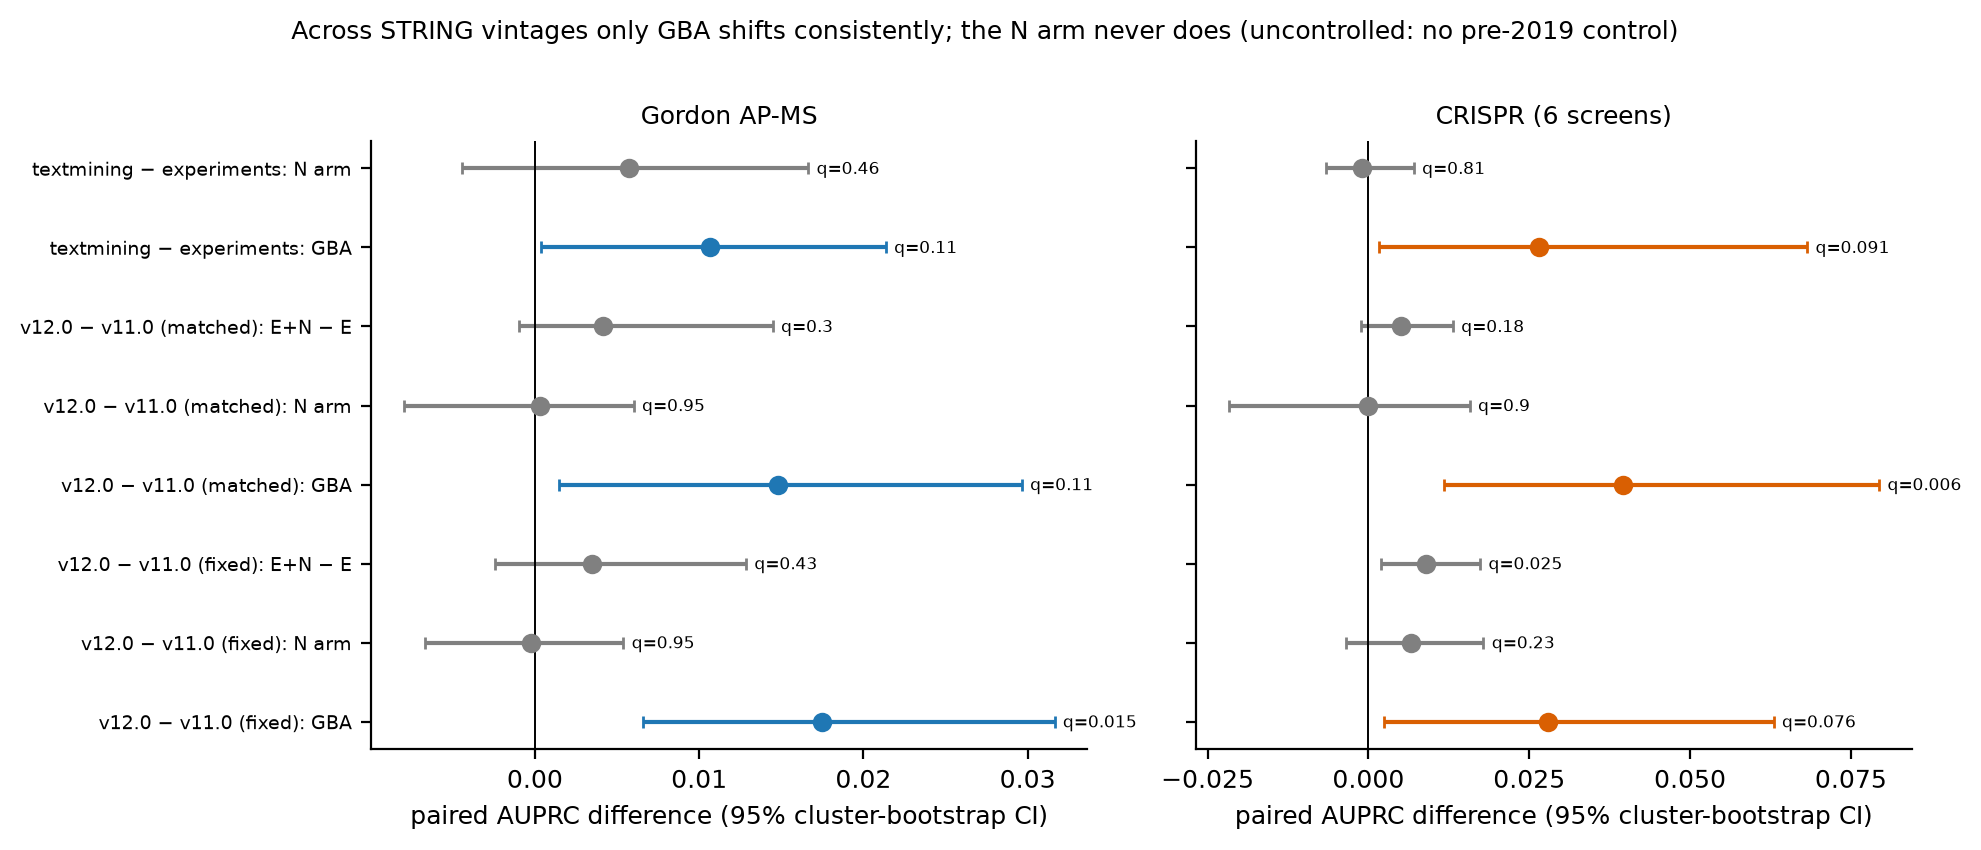 Across STRING vintages only GBA shifts consistently; the N arm never does (uncontrolled: no pre-2019 control)
Gordon AP-MS
textmining − experiments: N arm
q=0.46
textmining − experiments: GBA
q=0.11
v12.0 − v11.0 (matched): E+N − E
q=0.3
v12.0 − v11.0 (matched): N arm
q=0.95
v12.0 − v11.0 (matched): GBA
q=0.11
v12.0 − v11.0 (fixed): E+N − E
q=0.43
v12.0 − v11.0 (fixed): N arm
q=0.95
v12.0 − v11.0 (fixed): GBA
q=0.015
0.00 0.01 0.02 0.03
paired AUPRC difference (95% cluster-bootstrap CI)
CRISPR (6 screens)
q=0.81
q=0.091
q=0.18
q=0.9
q=0.006
q=0.025
q=0.23
q=0.076
−0.025 0.000 0.025 0.050 0.075
paired AUPRC difference (95% cluster-bootstrap CI)